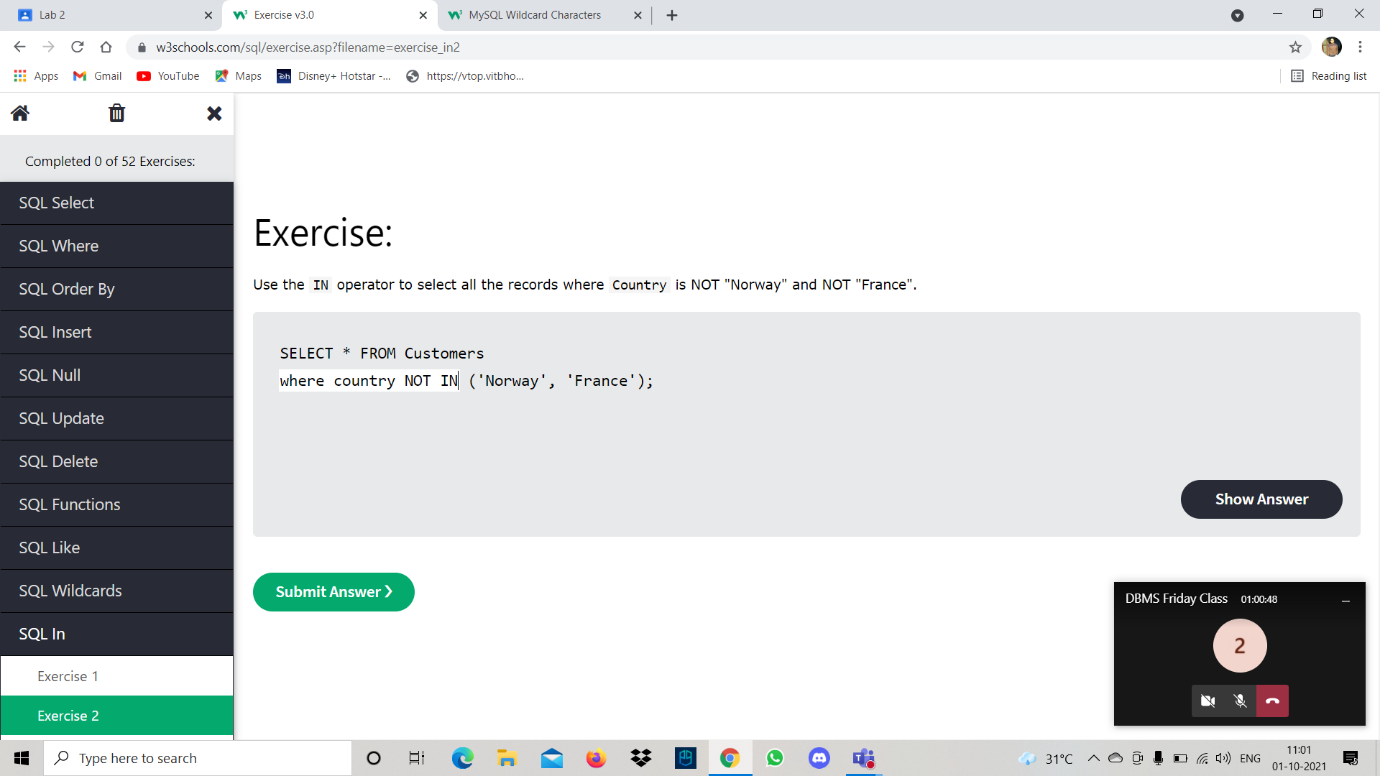 Lab 2
Exercise v3.0
MySQL Wildcard Characters
w3schools.com/sql/exercise.asp?filename=exercise_in2
Apps
Gmail
YouTube
Maps
Disney+ Hotstar -...
https://vtop.vitbho...
Reading list
Completed 0 of 52 Exercises:
SQL Select
SQL Where
SQL Order By
SQL Insert
SQL Null
SQL Update
SQL Delete
SQL Functions
SQL Like
SQL Wildcards
SQL In
Exercise 1
Exercise 2
Exercise:
Use the IN operator to select all the records where Country is NOT "Norway" and NOT "France".
SELECT * FROM Customers
where country NOT IN ('Norway', 'France');
Show Answer
Submit Answer ❯
DBMS Friday Class 01:00:48
2
Type here to search
31°C
ENG
11:01
01-10-2021